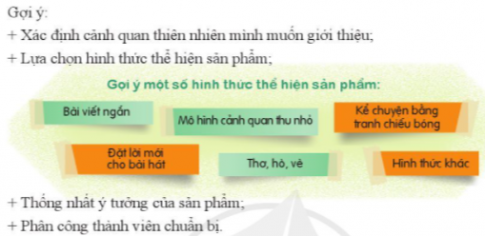 Gợi ý:
+ Xác định cảnh quan thiên nhiên mình muốn giới thiệu;
+ Lựa chọn hình thức thể hiện sản phẩm;
Gợi ý một số hình thức thể hiện sản phẩm:
Bài viết ngắn
Mô hình cảnh quan thu nhỏ
Kể chuyện bằng
tranh chiếu bóng
Đặt lời mới
cho bài hát
Thơ, hò, vè
Hình thức khác
+ Thống nhất ý tưởng của sản phẩm;
+ Phân công thành viên chuẩn bị.